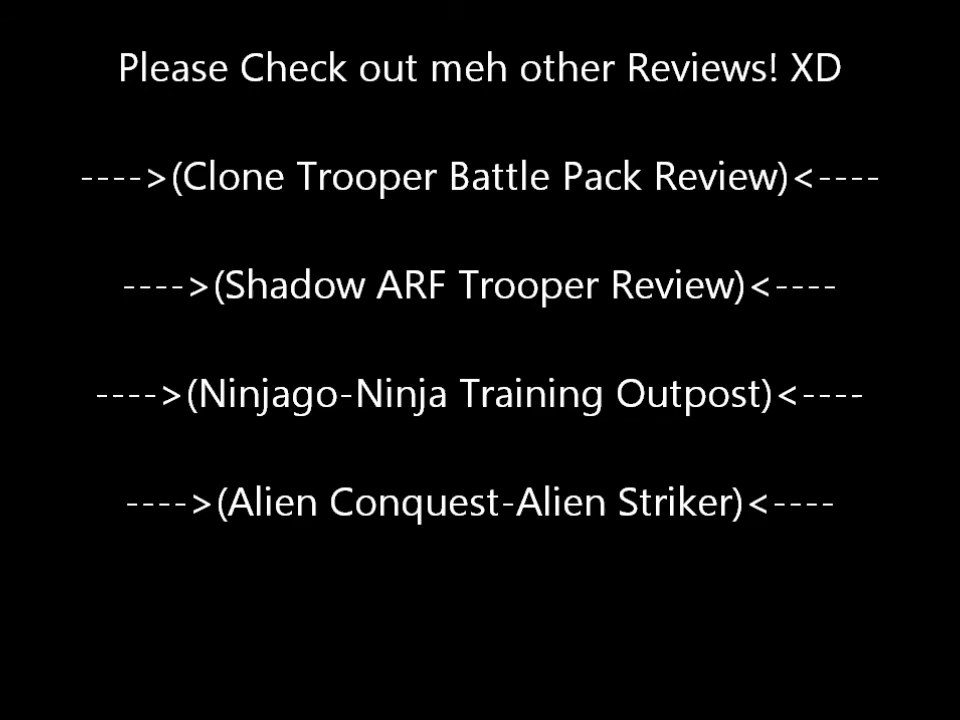 Please Check out meh other Reviews! XD
---->(Clone Trooper Battle Pack Review)<----
---->(Shadow ARF Trooper Review)<----
---->(Ninjago-Ninja Training Outpost)<----
---->(Alien Conquest-Alien Striker)<----